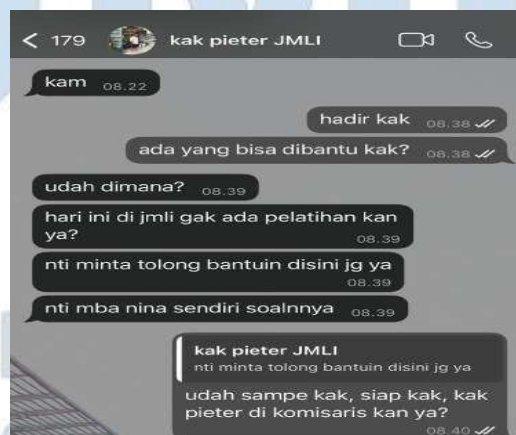 179 kak pieter JMLI
kam 08.22
hadir kak 08.38
ada yang bisa dibantu kak? 08.38
udah dimana? 08.39
hari ini di jmli gak ada pelatihan kan
ya? 08.39
nti minta tolong bantuin disini jg ya
08.39
nti mba nina sendiri soalnnya 08.39
kak pieter JMLI
nti minta tolong bantuin disini jg ya
udah sampe kak, siap kak, kak
pieter di komisaris kan ya?
08.40